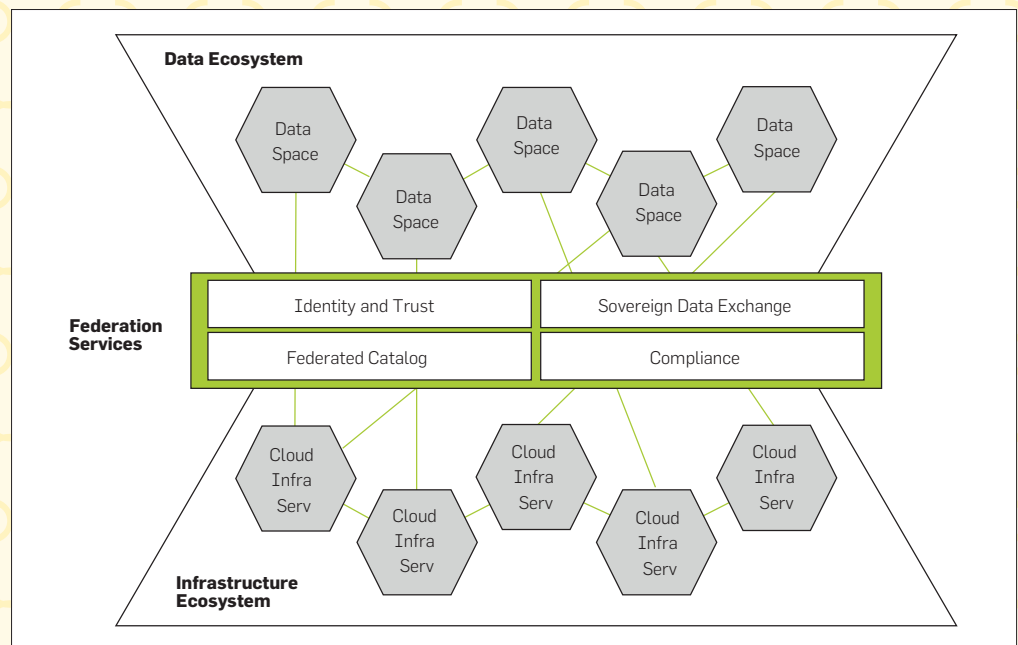 Data Ecosystem
Data
Space
Data
Space
Data
Space
Data
Space
Data
Space
Federation
Services
Identity and Trust
Sovereign Data Exchange
Federated Catalog
Compliance
Cloud
Infra
Serv
Cloud
Infra
Serv
Cloud
Infra
Serv
Cloud
Infra
Serv
Cloud
Infra
Serv
Infrastructure
Ecosystem